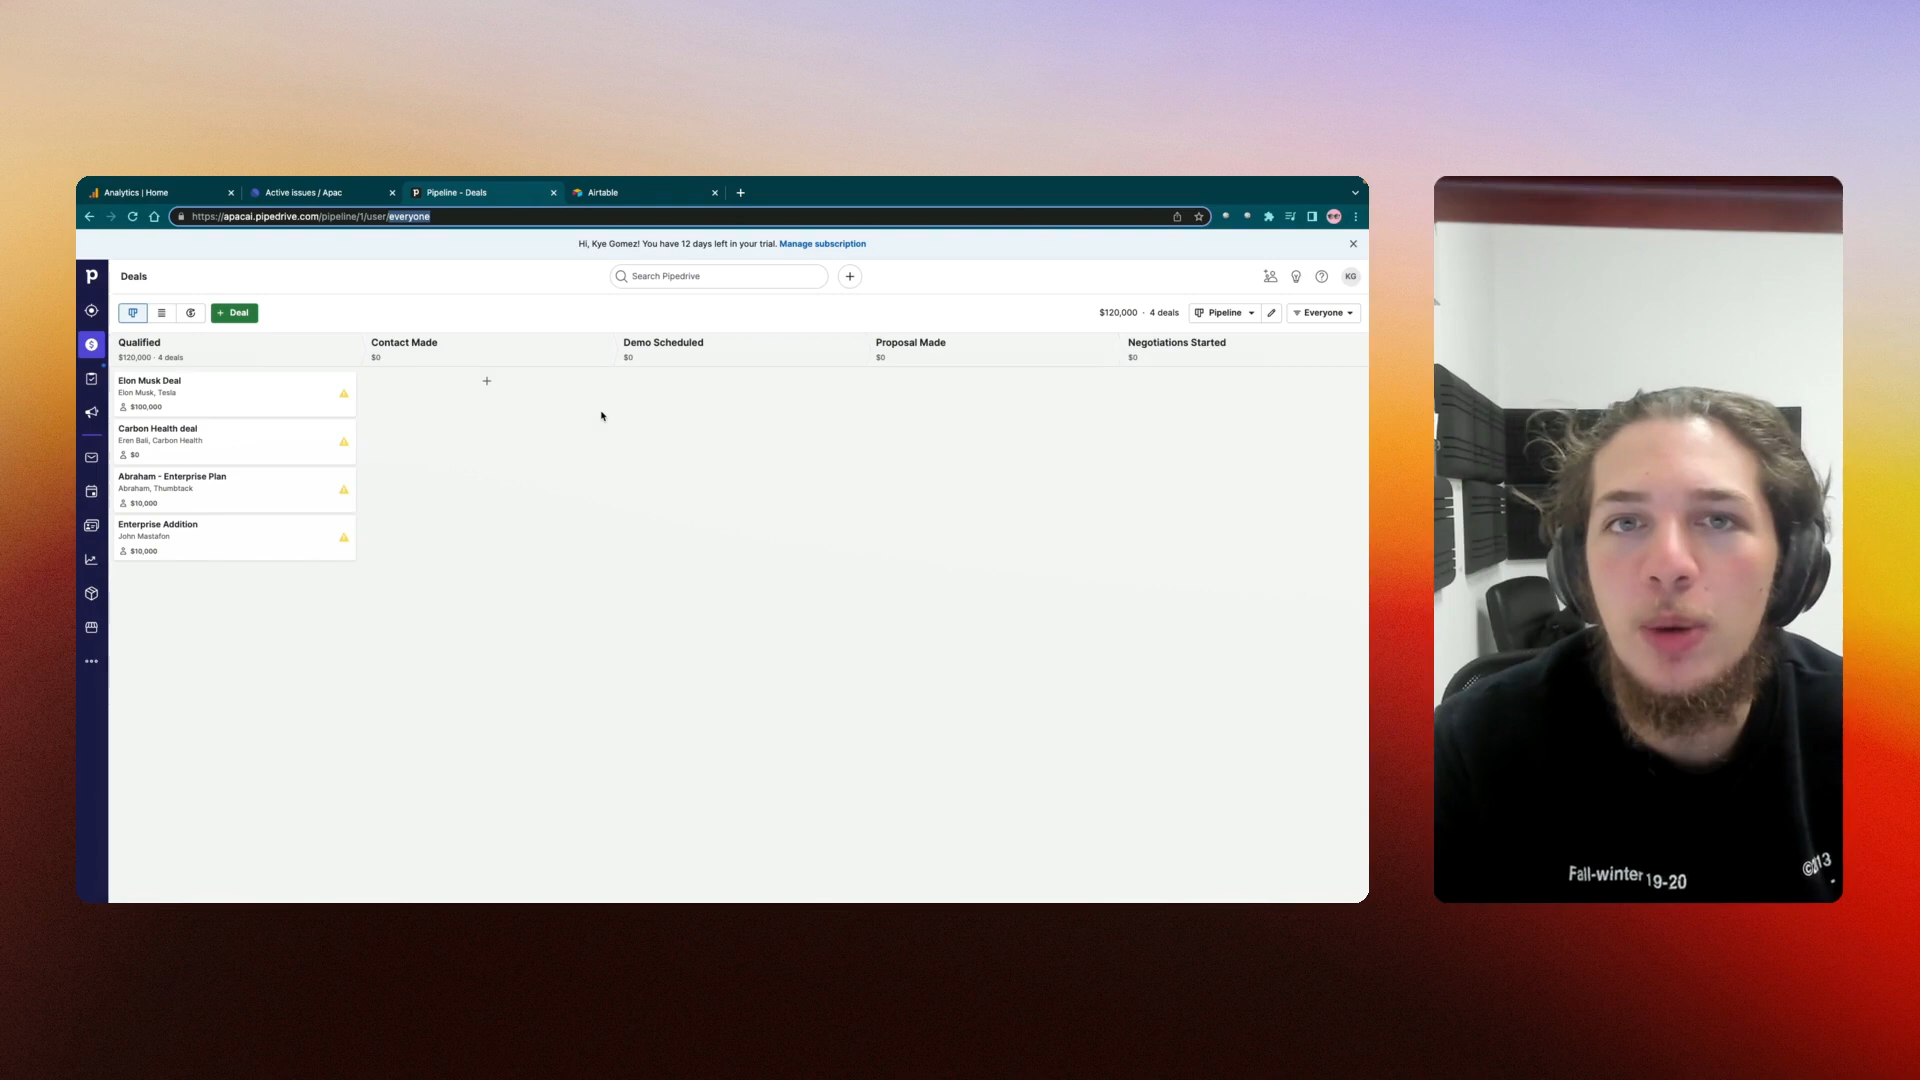 Analytics | Home
Active issues / Apac
Pipeline - Deals
Airtable
https://apacai.pipedrive.com/pipeline/1/user/everyone
Hi, Kye Gomez! You have 12 days left in your trial. Manage subscription
Deals
Search Pipedrive
KG
+ Deal
$120,000 · 4 deals
Pipeline
Everyone
Qualified
$120,000 · 4 deals
Contact Made
$0
Demo Scheduled
$0
Proposal Made
$0
Negotiations Started
$0
Elon Musk Deal
Elon Musk, Tesla
$100,000
Carbon Health deal
Eren Bali, Carbon Health
$0
Abraham - Enterprise Plan
Abraham, Thumbtack
$10,000
Enterprise Addition
John Mastafon
$10,000
Fall-winter 19-20